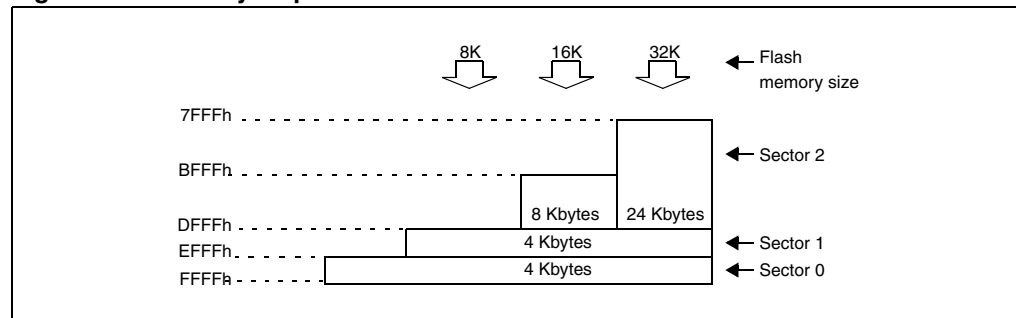 8K 16K 32K
Flash
memory size
7FFFh
Sector 2
BFFFh
8 Kbytes 24 Kbytes
DFFFh
4 Kbytes
Sector 1
EFFFh
4 Kbytes
Sector 0
FFFFh